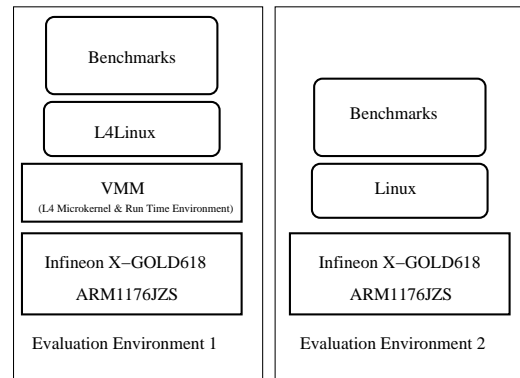 Benchmarks
L4Linux
VMM
(L4 Microkernel & Run Time Environment)
Infineon X–GOLD618
ARM1176JZS
Evaluation Environment 1
Benchmarks
Linux
Infineon X–GOLD618
ARM1176JZS
Evaluation Environment 2